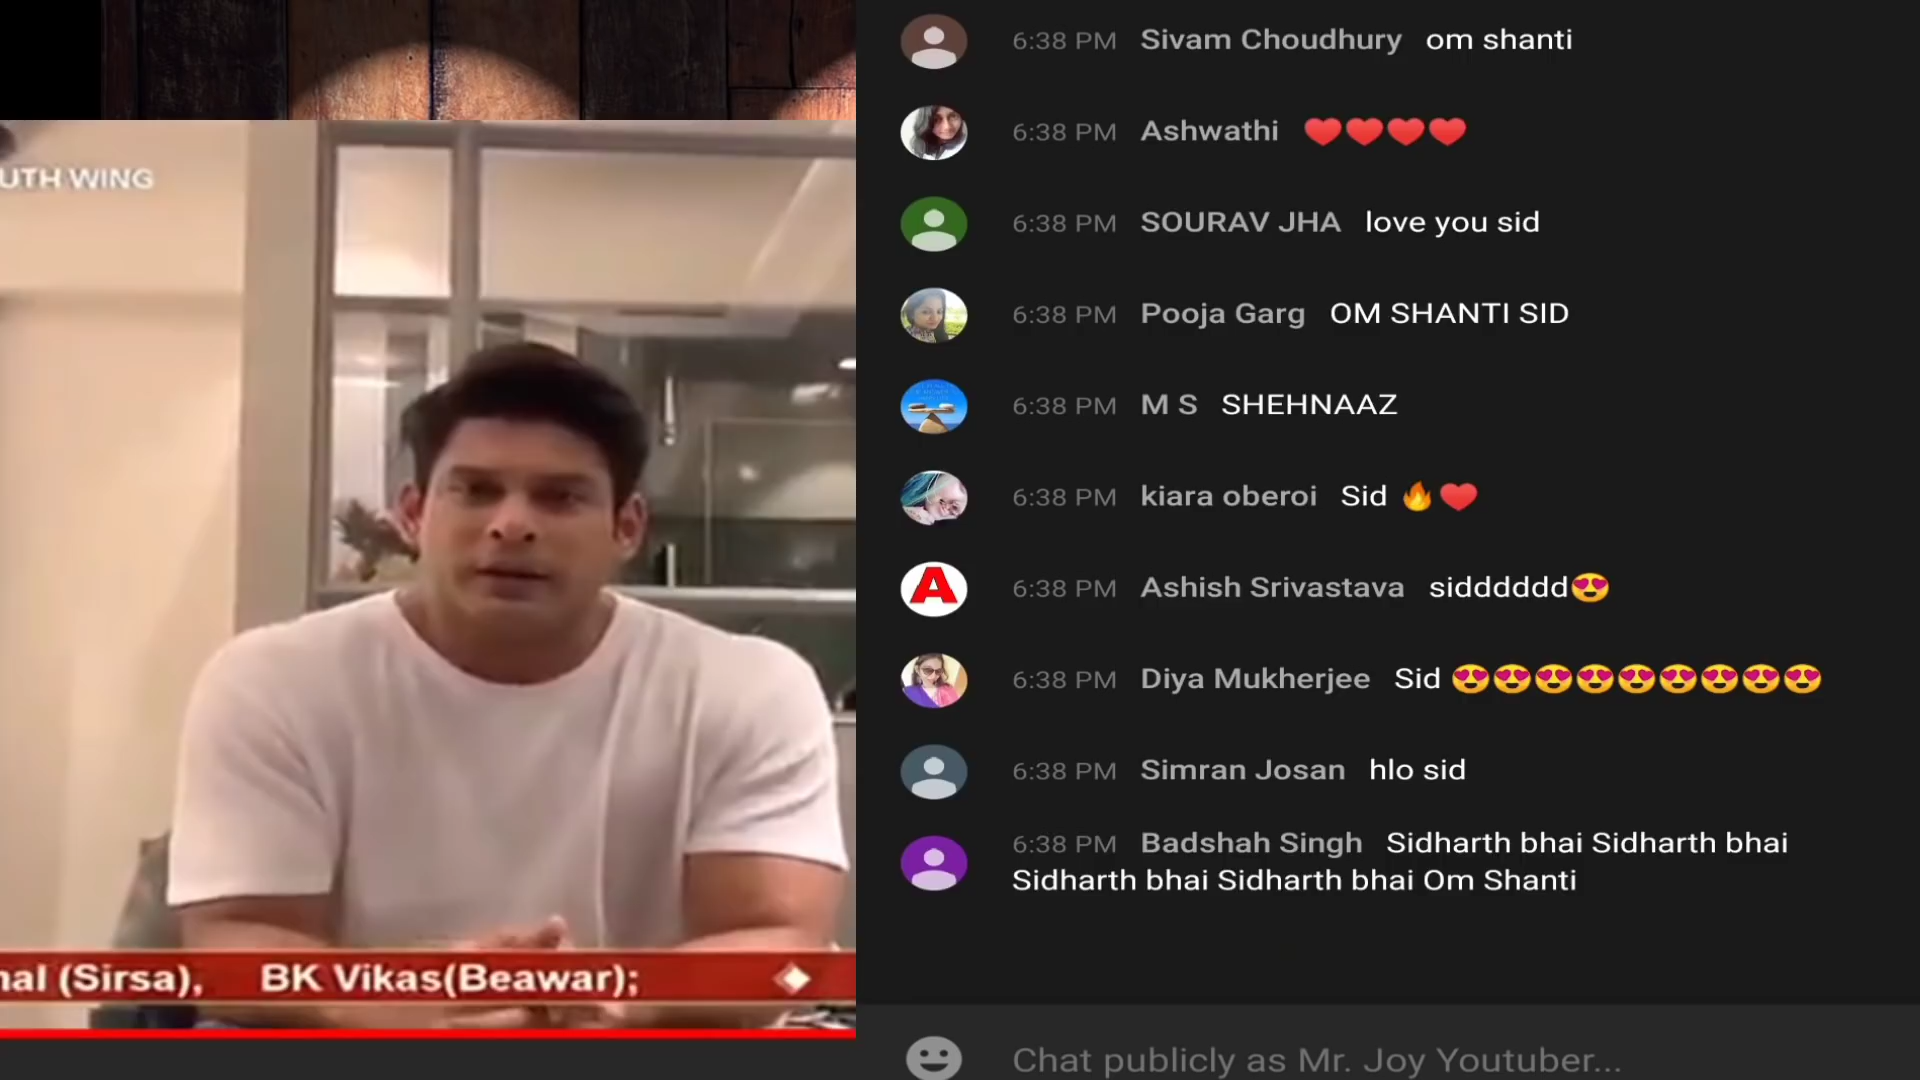 UTH WING
nal (Sirsa), BK Vikas(Beawar);
6:38 PM Sivam Choudhury om shanti
6:38 PM Ashwathi ❤️❤️❤️❤️
6:38 PM SOURAV JHA love you sid
6:38 PM Pooja Garg OM SHANTI SID
6:38 PM M S SHEHNAAZ
6:38 PM kiara oberoi Sid 🔥❤️
6:38 PM Ashish Srivastava sidddddd😍
6:38 PM Diya Mukherjee Sid 😍😍😍😍😍😍😍😍😍
6:38 PM Simran Josan hlo sid
6:38 PM Badshah Singh Sidharth bhai Sidharth bhai
Sidharth bhai Sidharth bhai Om Shanti
Chat publicly as Mr. Joy Youtuber...
A